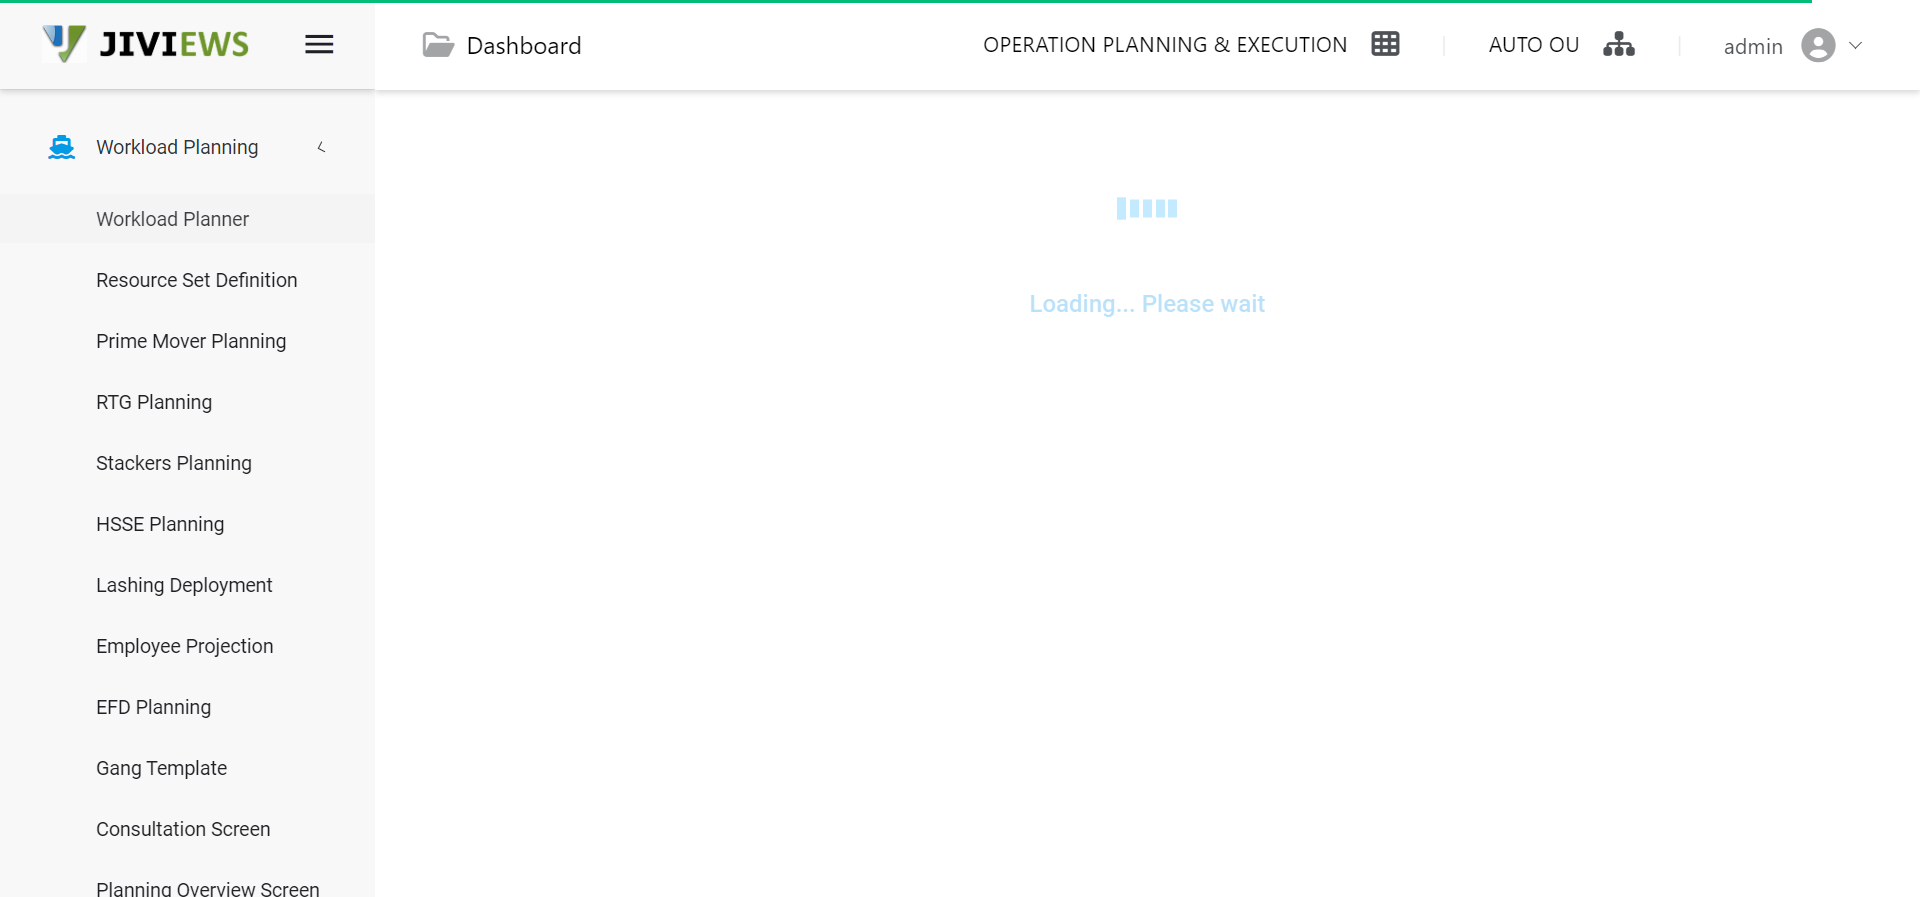 JIVIEWS
Dashboard
OPERATION PLANNING & EXECUTION
AUTO OU
admin
Workload Planning
Workload Planner
Resource Set Definition
Prime Mover Planning
RTG Planning
Stackers Planning
HSSE Planning
Lashing Deployment
Employee Projection
EFD Planning
Gang Template
Consultation Screen
Planning Overview Screen
Loading... Please wait